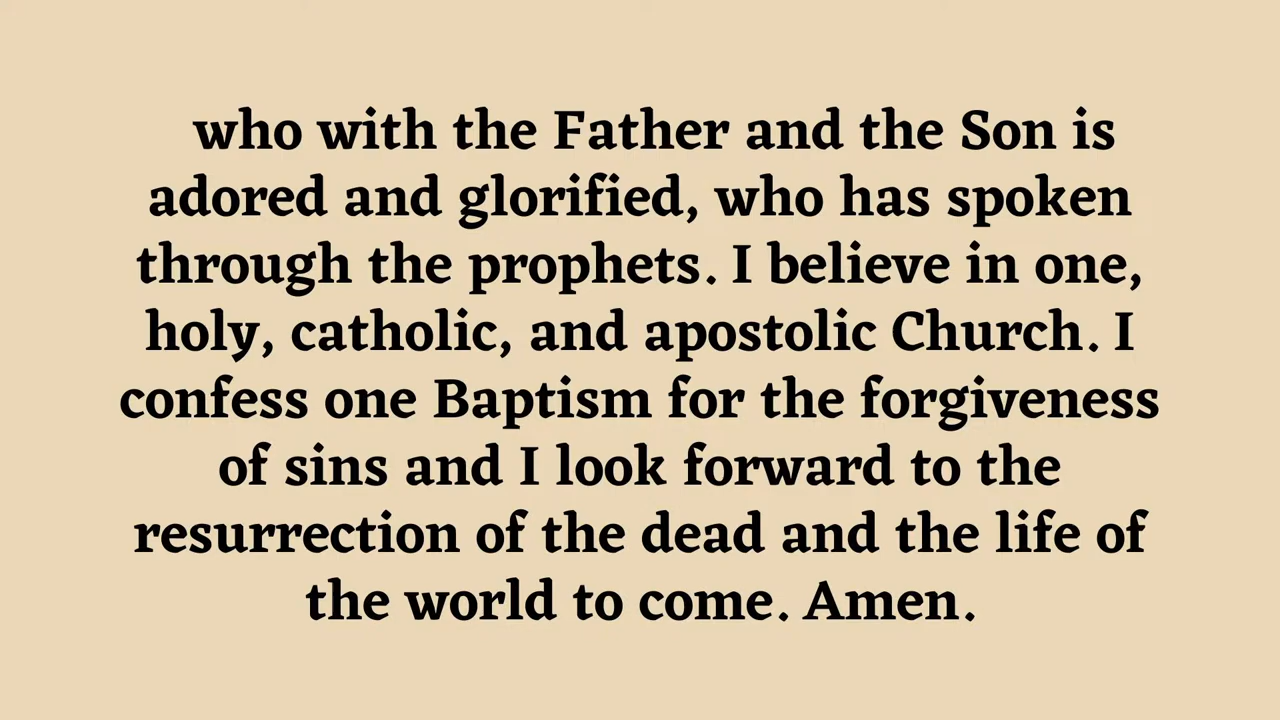 who with the Father and the Son is
adored and glorified, who has spoken
through the prophets. I believe in one,
holy, catholic, and apostolic Church. I
confess one Baptism for the forgiveness
of sins and I look forward to the
resurrection of the dead and the life of
the world to come. Amen.